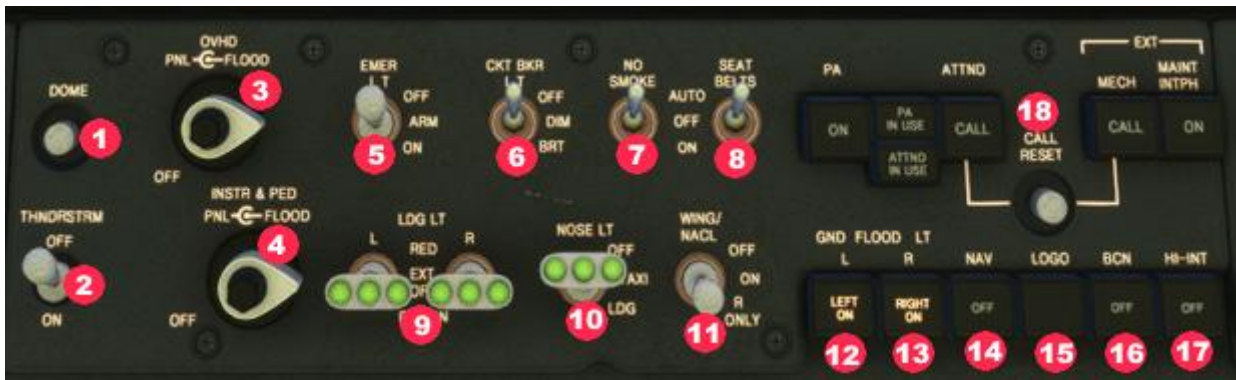 DOME
1
THNDRSTRM
OFF
2
ON
OVHD
PNL FLOOD
3
OFF
INSTR & PED
PNL FLOOD
4
OFF
EMER
LT
OFF
ARM
ON
5
CKT BKR
LT
OFF
DIM
BRT
6
NO
SMOKE
AUTO
OFF
ON
7
SEAT
BELTS
8
LDG LT
L RED R
EXT
9
NOSE LT
OFF
LDG
10
WING/
NACL
OFF
ON
R
ONLY
11
PA
ON
PA
IN USE
ATTND
IN USE
ATTND
CALL
18
CALL
RESET
EXT
MECH
CALL
MAINT
INTPH
ON
GND FLOOD LT
L R NAV LOGO BCN HI-INT
LEFT
ON
RIGHT
ON
OFF
OFF
OFF
12 13 14 15 16 17